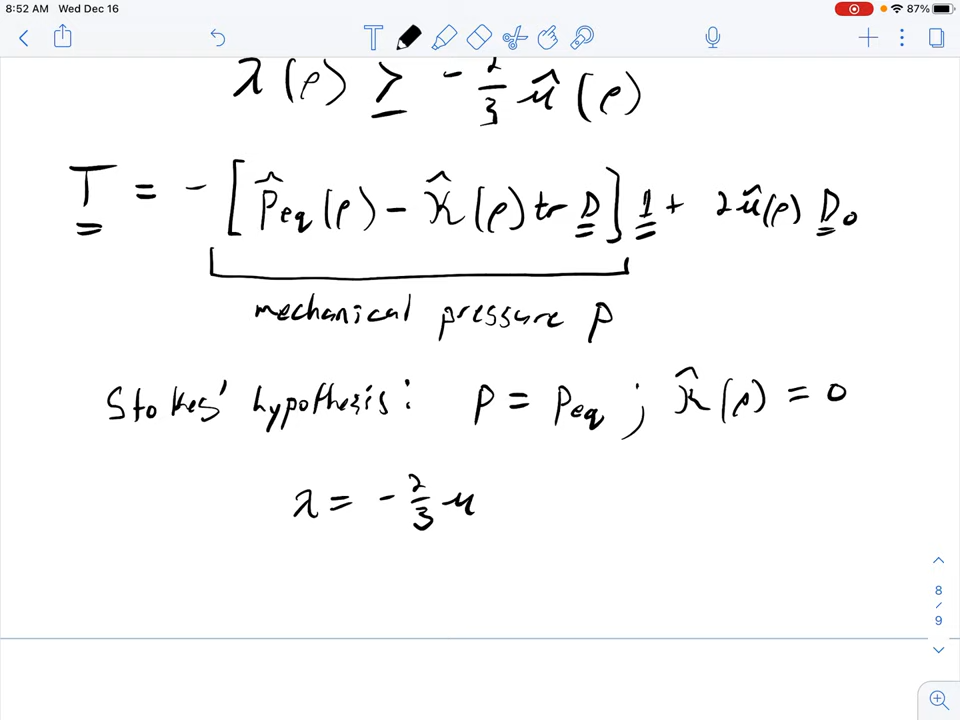 8:52 AM Wed Dec 16 87%
T
λ(ρ) ≥ -2/3 μ̂(ρ)
T = - [p̂eq(ρ) - κ̂(ρ) tr D] 1 + 2μ̂(ρ) D₀
mechanical pressure p
Stokes' hypothesis: p = peq ; κ̂(ρ) = 0
λ = -2/3 μ
8
/
9